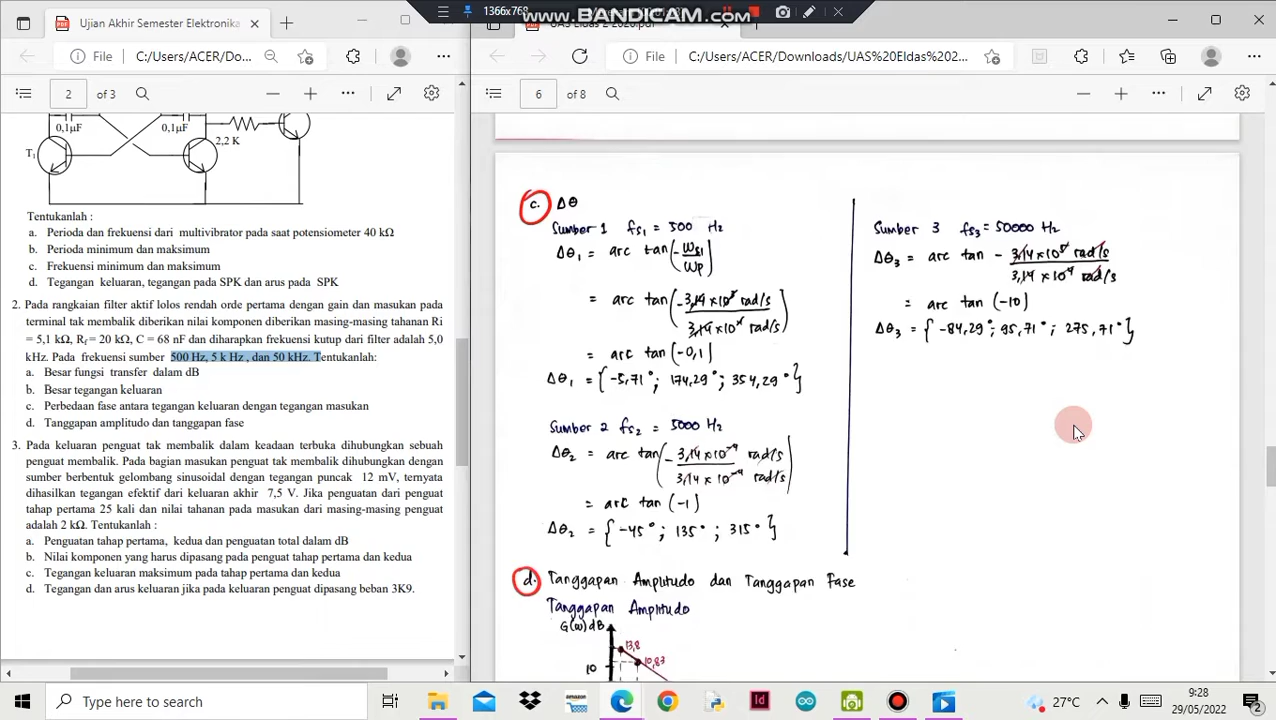 1366x768
www.BANDICAM.com
Ujian Akhir Semester Elektronika
File C:/Users/ACER/Downlo...
2 of 3
File C:/Users/ACER/Downloads/UAS%20Eldas%202...
6 of 8
0,1µF 0,1µF
T₁ 2,2 K
Tentukanlah :
a. Perioda dan frekuensi dari multivibrator pada saat potensiometer 40 kΩ
b. Perioda minimum dan maksimum
c. Frekuensi minimum dan maksimum
d. Tegangan keluaran, tegangan pada SPK dan arus pada SPK
2. Pada rangkaian filter aktif lolos rendah orde pertama dengan gain dan masukan pada
terminal tak membalik diberikan nilai komponen diberikan masing-masing tahanan Ri
= 5,1 kΩ, Rf = 20 kΩ, C = 68 nF dan diharapkan frekuensi kutup dari filter adalah 5,0
kHz. Pada frekuensi sumber 500 Hz, 5 k Hz , dan 50 kHz. Tentukanlah:
a. Besar fungsi transfer dalam dB
b. Besar tegangan keluaran
c. Perbedaan fase antara tegangan keluaran dengan tegangan masukan
d. Tanggapan amplitudo dan tanggapan fase
3. Pada keluaran penguat tak membalik dalam keadaan terbuka dihubungkan sebuah
penguat membalik. Pada bagian masukan penguat tak membalik dihubungkan dengan
sumber berbentuk gelombang sinusoidal dengan tegangan puncak 12 mV, ternyata
dihasilkan tegangan efektif dari keluaran akhir 7,5 V. Jika penguatan dari penguat
tahap pertama 25 kali dan nilai tahanan pada masukan dari masing-masing penguat
adalah 2 kΩ. Tentukanlah :
a. Penguatan tahap pertama, kedua dan penguatan total dalam dB
b. Nilai komponen yang harus dipasang pada penguat tahap pertama dan kedua
c. Tegangan keluaran maksimum pada tahap pertama dan kedua
d. Tegangan dan arus keluaran jika pada keluaran penguat dipasang beban 3K9.
c. Δθ
Sumber 1 fs₁ = 500 Hz
Δθ₁ = arc tan (- ωs1 / ωp)
= arc tan (- 3,14 x 10³ rad/s / 3,14 x 10⁴ rad/s)
= arc tan (-0,1)
Δθ₁ = { -5,71° ; 174,29° ; 354,29° }
Sumber 2 fs₂ = 5000 Hz
Δθ₂ = arc tan (- 3,14 x 10⁻⁴ rad/s / 3,14 x 10⁻⁴ rad/s)
= arc tan (-1)
Δθ₂ = { -45° ; 135° ; 315° }
Sumber 3 fs₃ = 50000 Hz
Δθ₃ = arc tan - 3,14 x 10⁵ rad/s / 3,14 x 10⁴ rad/s
= arc tan (-10)
Δθ₃ = { -84,29° ; 95,71° ; 275,71° }
d. Tanggapan Amplitudo dan Tanggapan Fase
Tanggapan Amplitudo
G(ω) dB
13,8
10 10,83
Type here to search
27°C
9:28
29/05/2022